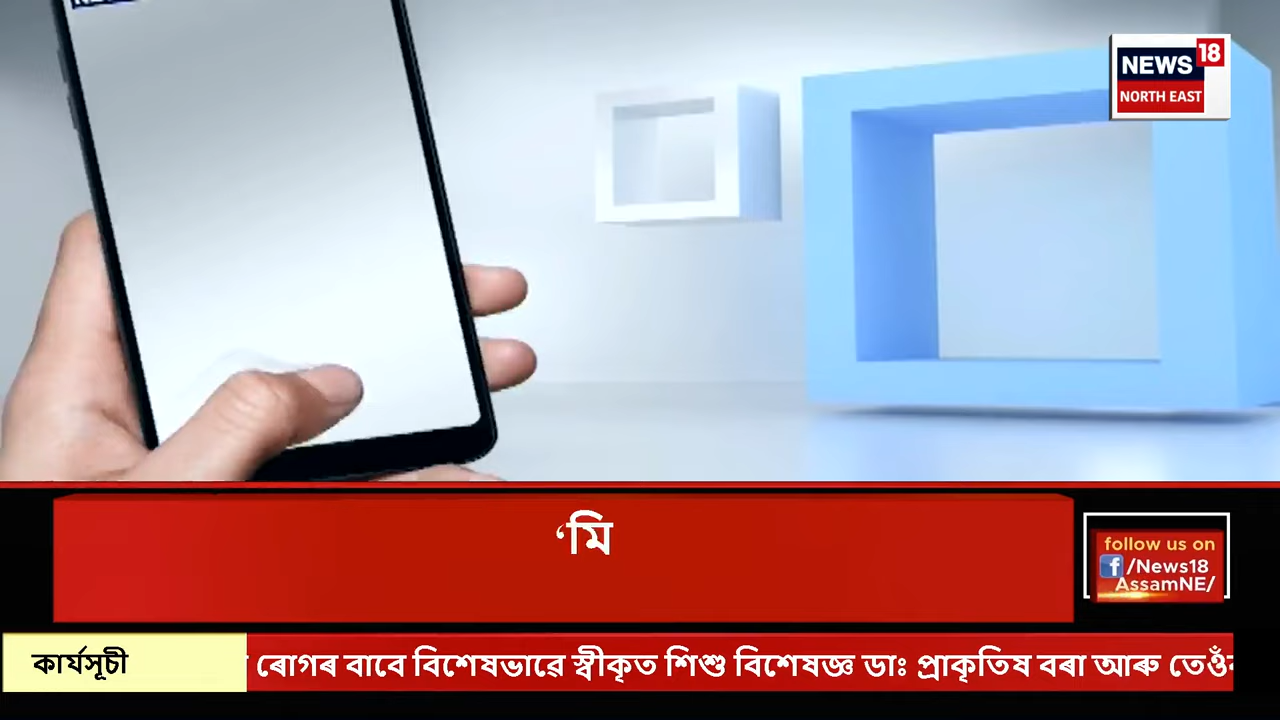 NEWS 18
NORTH EAST
‘মি
follow us on
/News18
AssamNE/
কাৰ্যসূচী
ৰোগৰ বাবে বিশেষভাৱে স্বীকৃত শিশু বিশেষজ্ঞ ডাঃ প্ৰাকৃতিষ বৰা আৰু